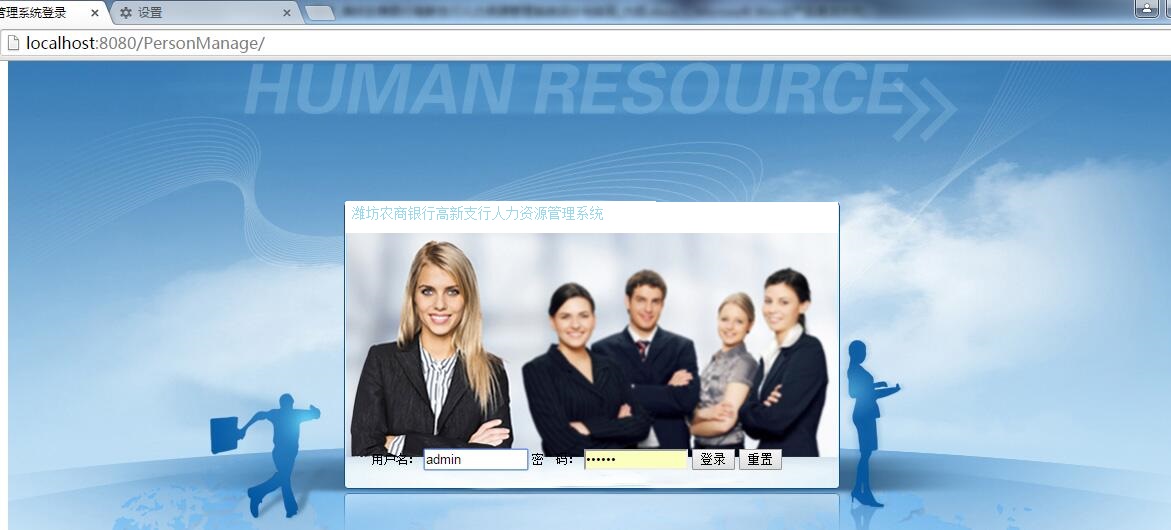 管理系统登录
设置
localhost:8080/PersonManage/
HUMAN RESOURCE
潍坊农商银行高新支行人力资源管理系统
用户名： admin 密 码： •••••• 登录 重置